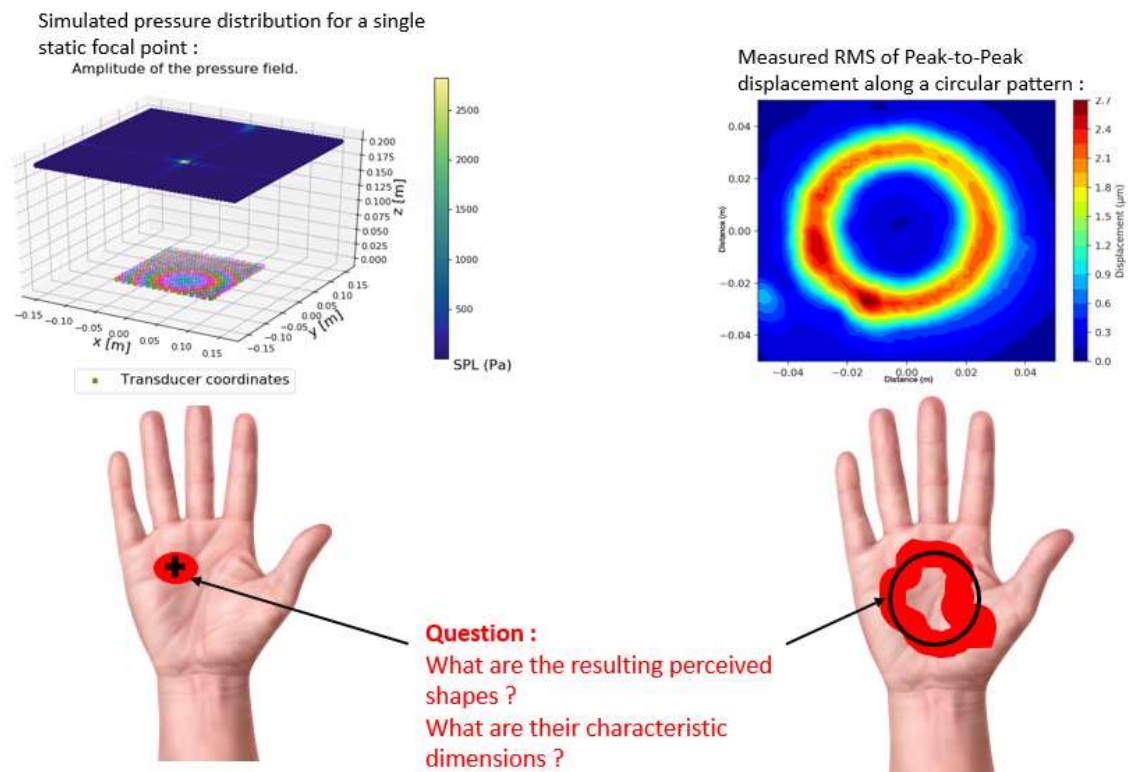 Simulated pressure distribution for a single
static focal point :
Amplitude of the pressure field.
2500
2000
1500
1000
500
SPL (Pa)
0.200
0.175
0.150
0.125
0.100
0.075
0.050
0.025
0.000
z [m]
−0.15
−0.10
−0.05
0.00
0.05
0.10
0.15
x [m]
−0.15
−0.10
−0.05
0.00
0.05
0.10
0.15
y [m]
Transducer coordinates
Measured RMS of Peak-to-Peak
displacement along a circular pattern :
0.04
0.02
0.00
−0.02
−0.04
Distance (m)
−0.04
−0.02
0.00
0.02
0.04
Distance (m)
2.7
2.4
2.1
1.8
1.5
1.2
0.9
0.6
0.3
0.0
Displacement (μm)
Question :
What are the resulting perceived
shapes ?
What are their characteristic
dimensions ?